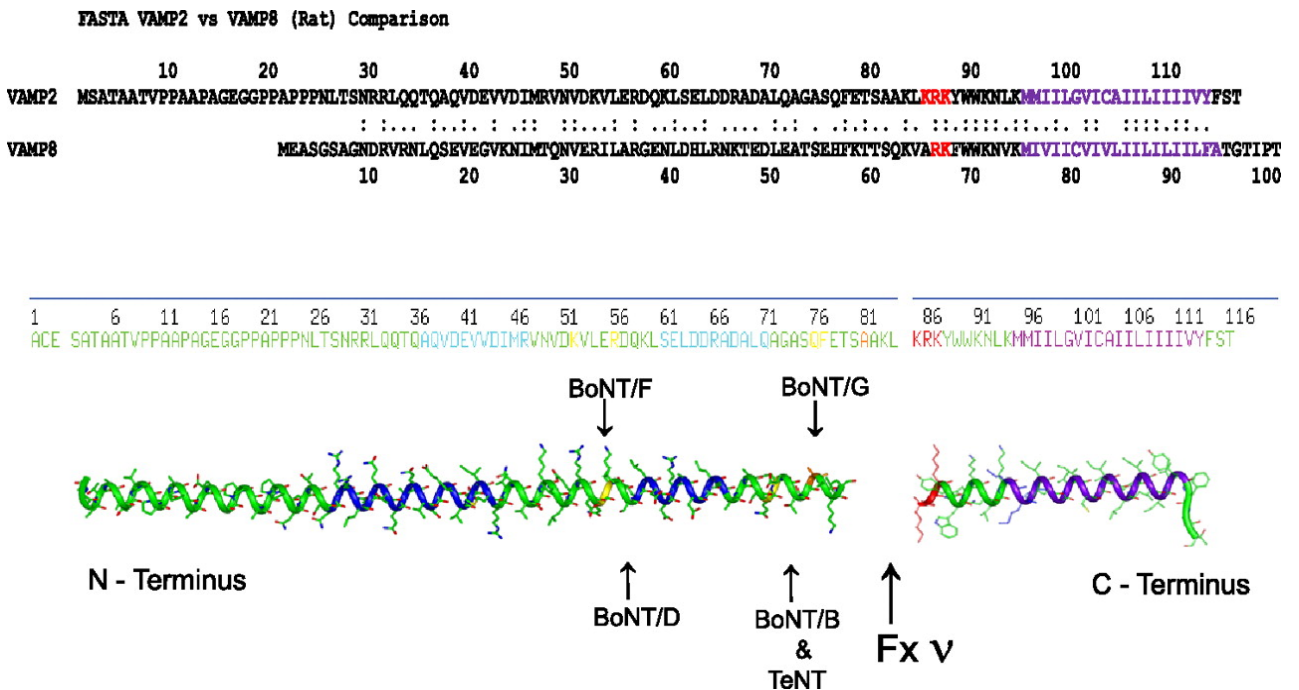 FASTA VAMP2 vs VAMP8 (Rat) Comparison
10 20 30 40 50 60 70 80 90 100 110
VAMP2 MSATAATVPPAAPAGEGGPPAPPPNLTSNRRLQQTQAQVDEVVDIMRVNVDKVLERDQKLSELDDRADALQAGASQFETSAAKLKRKYWWKNLKMMIILGVICAIILIIIIVYFST
VAMP8 MEASGSAGNDRVRNLQSEVEGVKNIMTQNVERILARGENLDHLRNKTEDLEATSEHFKTTSQKVARKFWWKNVKMIVIICVIVLIILILIILFATGTIPT
10 20 30 40 50 60 70 80 90 100
1 6 11 16 21 26 31 36 41 46 51 56 61 66 71 76 81 86 91 96 101 106 111 116
ACE SATAATVPPAAPAGEGGPPAPPPNLTSNRRLQQTQAQVDEVVDIMRVNVDKVLERDQKLSELDDRADALQAGASQFETSAAKL KRKYWWKNLKMMIILGVICAIILIIIIVYFST
BoNT/F BoNT/G
N - Terminus C - Terminus
BoNT/D BoNT/B
&
TeNT
Fx ν